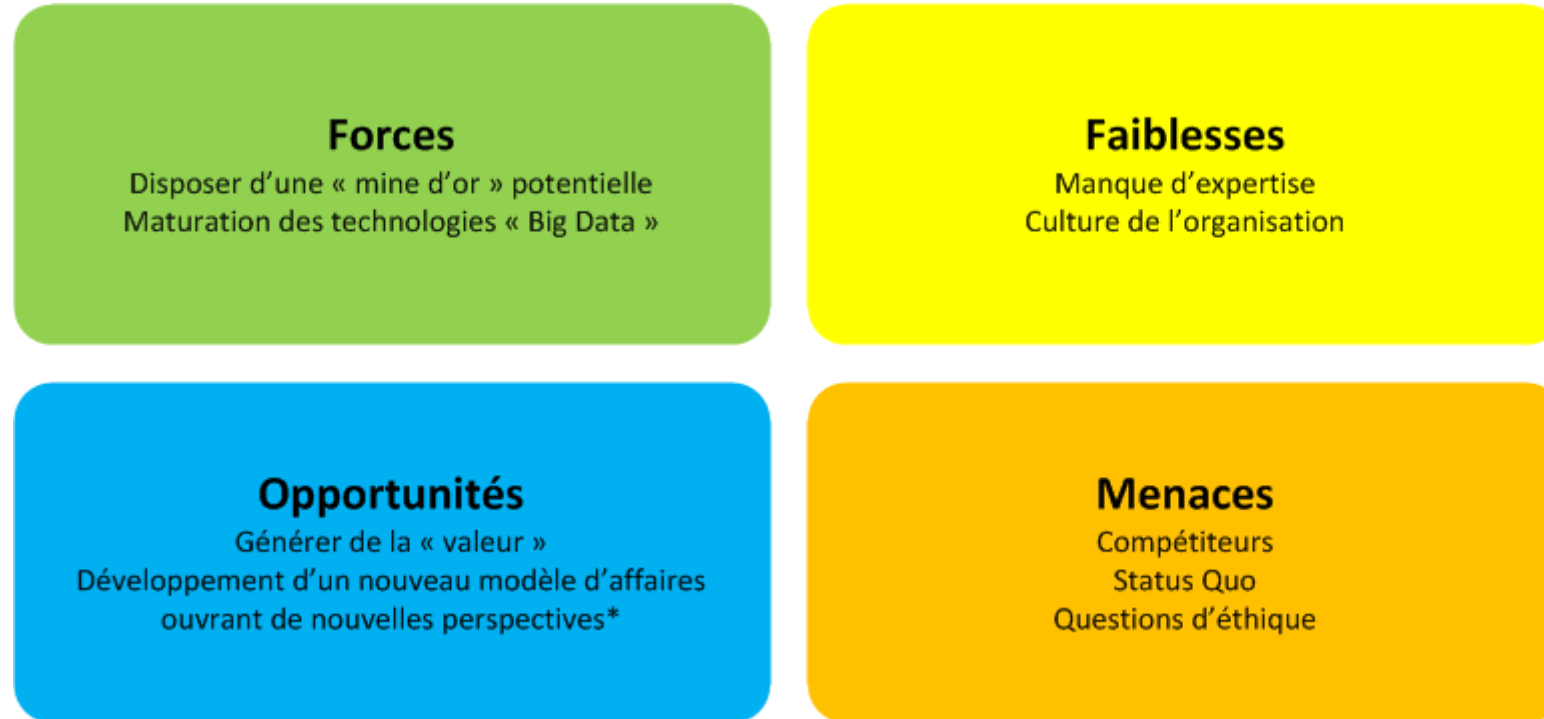 Forces
Disposer d’une « mine d’or » potentielle
Maturation des technologies « Big Data »
Faiblesses
Manque d’expertise
Culture de l’organisation
Opportunités
Générer de la « valeur »
Développement d’un nouveau modèle d’affaires
ouvrant de nouvelles perspectives*
Menaces
Compétiteurs
Status Quo
Questions d’éthique